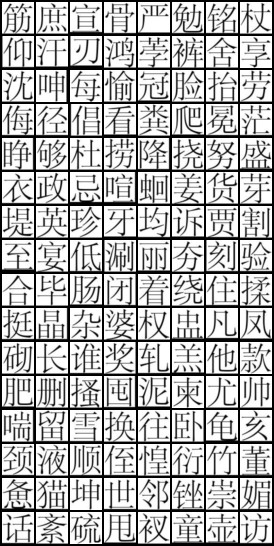 筋庶宣骨严勉铭杖
仰汗刃鸿荸裤舍享
沈呻每愉冠脸抬劳
侮径倡看粪爬冕茫
睁够杜捞降挠努盛
衣政忌喧蛔姜货芽
堤英珍牙均诉贾割
至宴低涮丽夯刻验
合毕肠闭着绕住揉
挺晶杂婆权盅凡凤
砌长谁奖轧羔他款
肥删搔囤泥柬尤帅
喘留雪换往卧龟亥
颈液顺侄惶衍竹董
惫猫坤世邻锉崇媚
话紊硫甩衩童壶访